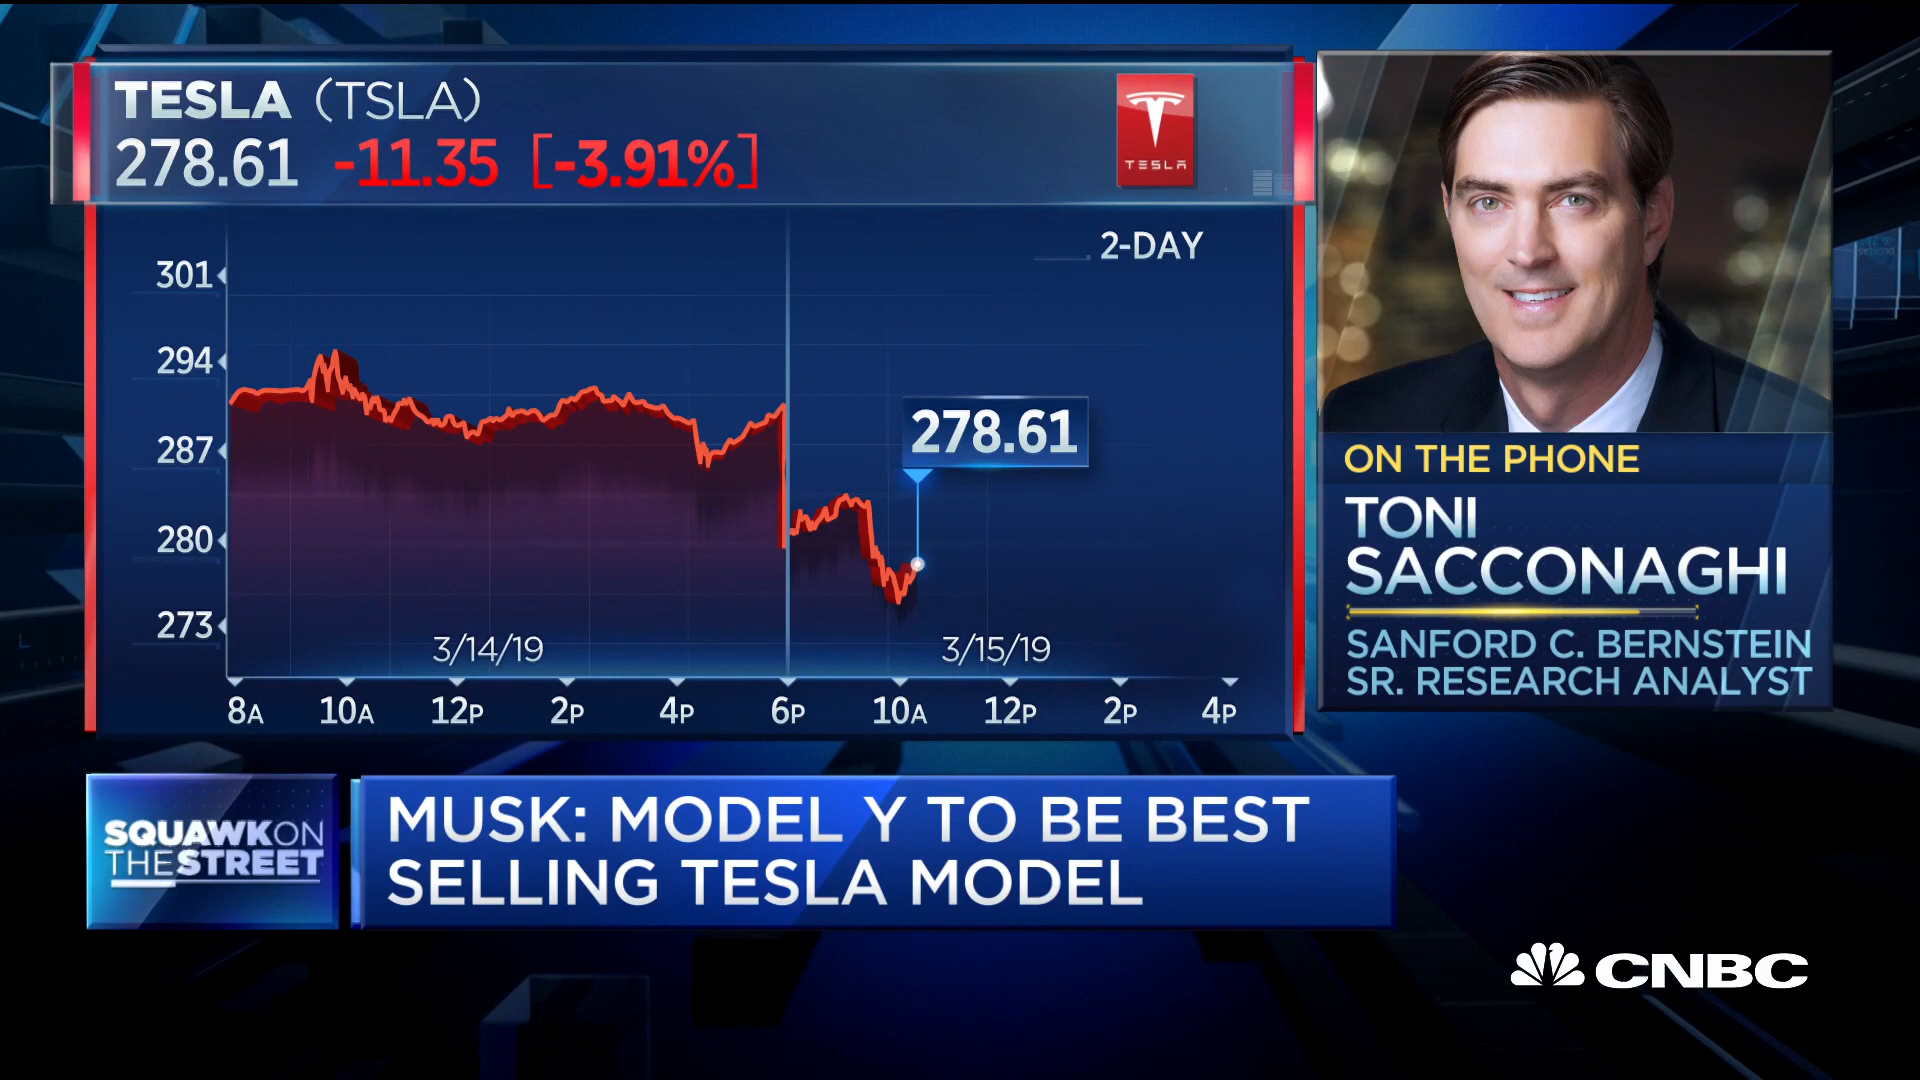 TESLA (TSLA)
278.61 -11.35 [-3.91%]
TESLA
2-DAY
301
294
287
280
273
278.61
3/14/19 3/15/19
8A 10A 12P 2P 4P 6P 10A 12P 2P 4P
ON THE PHONE
TONI
SACCONAGHI
SANFORD C. BERNSTEIN
SR. RESEARCH ANALYST
SQUAWK ON
THE STREET
MUSK: MODEL Y TO BE BEST
SELLING TESLA MODEL
CNBC